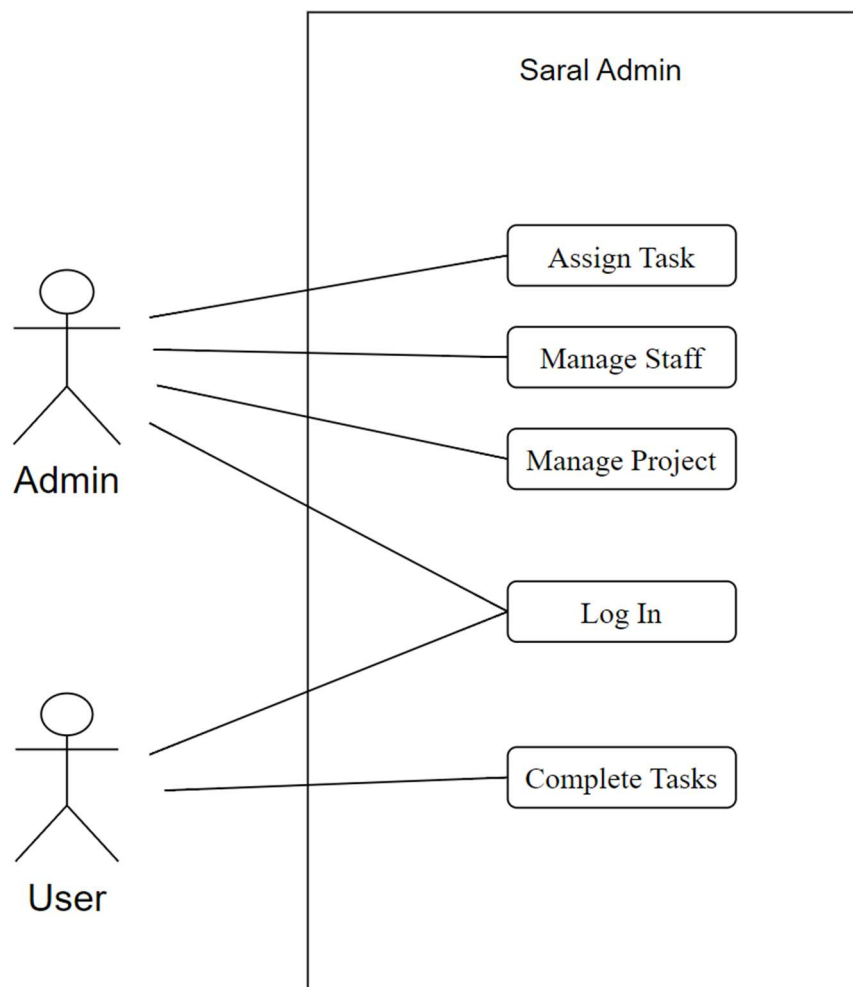 Saral Admin
Assign Task
Manage Staff
Manage Project
Admin
Log In
Complete Tasks
User